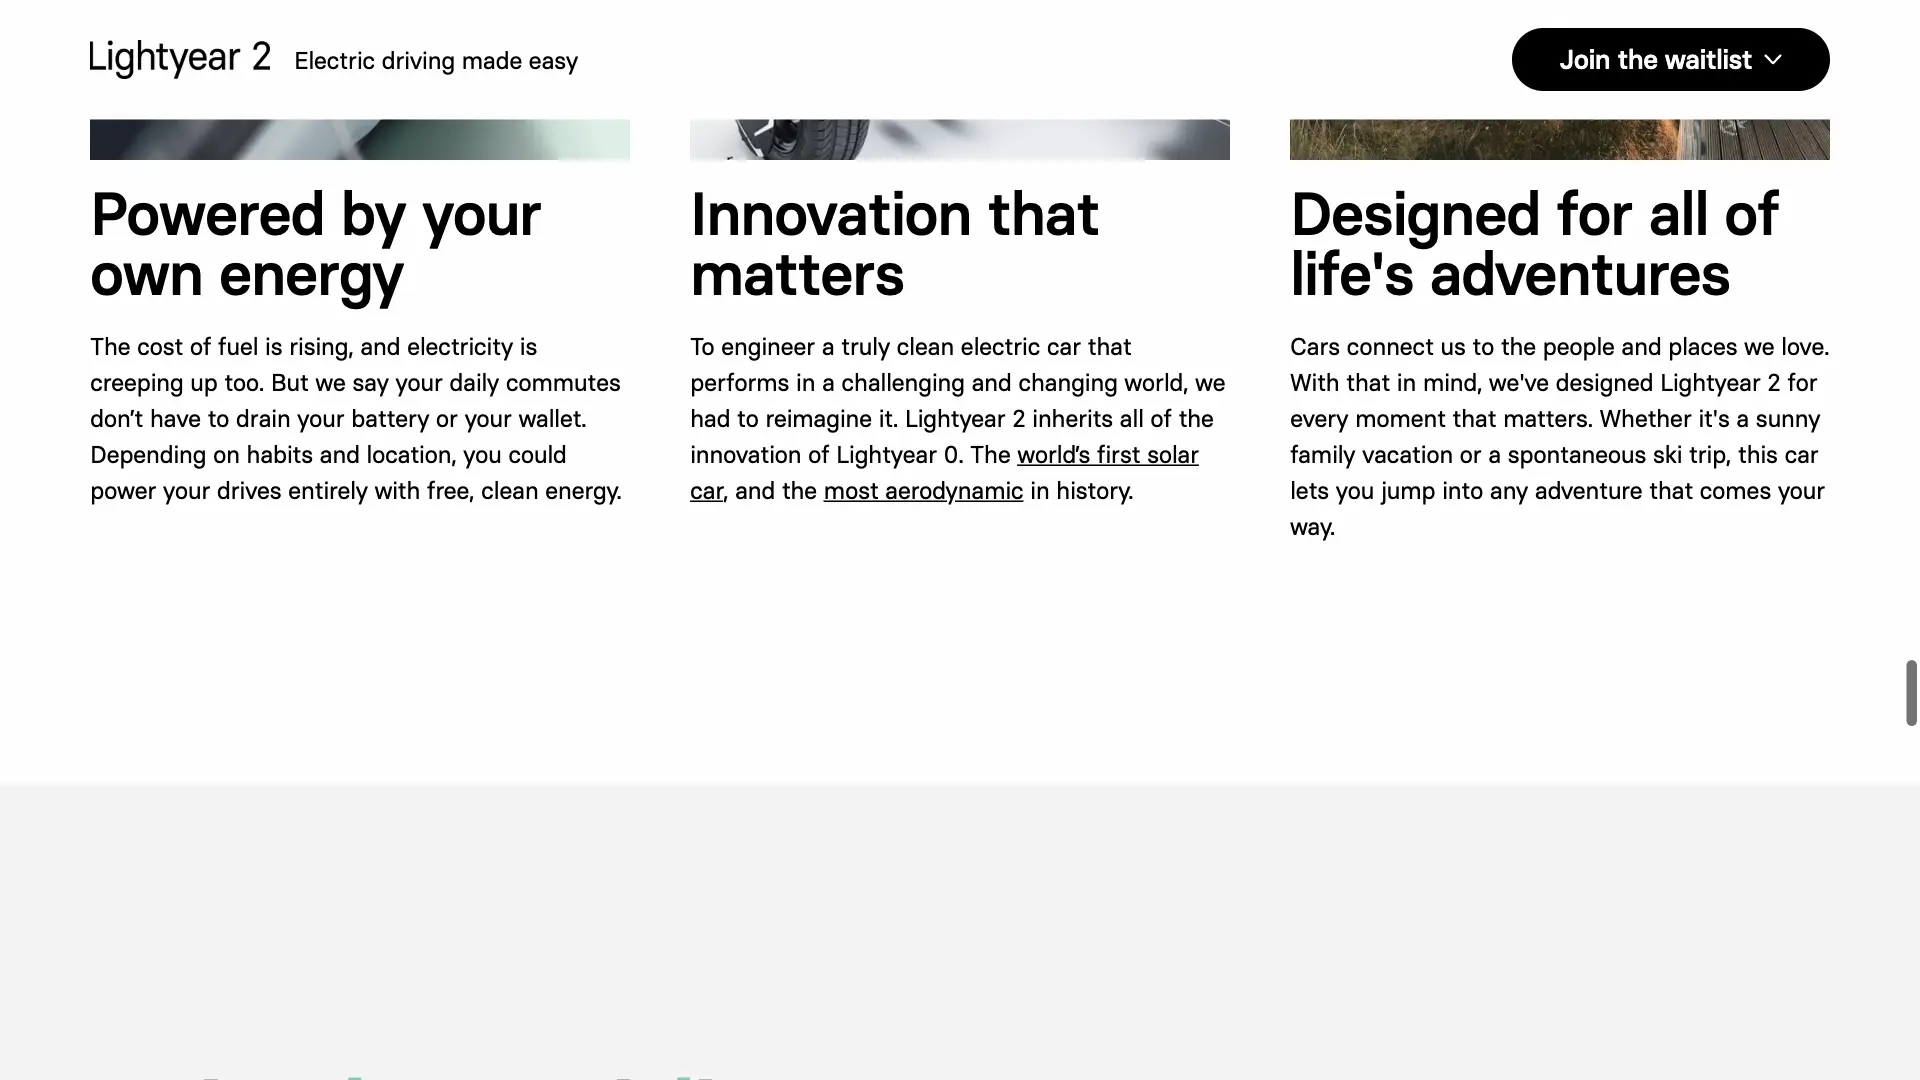 Lightyear 2 Electric driving made easy
Join the waitlist
Powered by your
own energy
The cost of fuel is rising, and electricity is
creeping up too. But we say your daily commutes
don’t have to drain your battery or your wallet.
Depending on habits and location, you could
power your drives entirely with free, clean energy.
Innovation that
matters
To engineer a truly clean electric car that
performs in a challenging and changing world, we
had to reimagine it. Lightyear 2 inherits all of the
innovation of Lightyear 0. The world’s first solar
car, and the most aerodynamic in history.
Designed for all of
life's adventures
Cars connect us to the people and places we love.
With that in mind, we've designed Lightyear 2 for
every moment that matters. Whether it's a sunny
family vacation or a spontaneous ski trip, this car
lets you jump into any adventure that comes your
way.